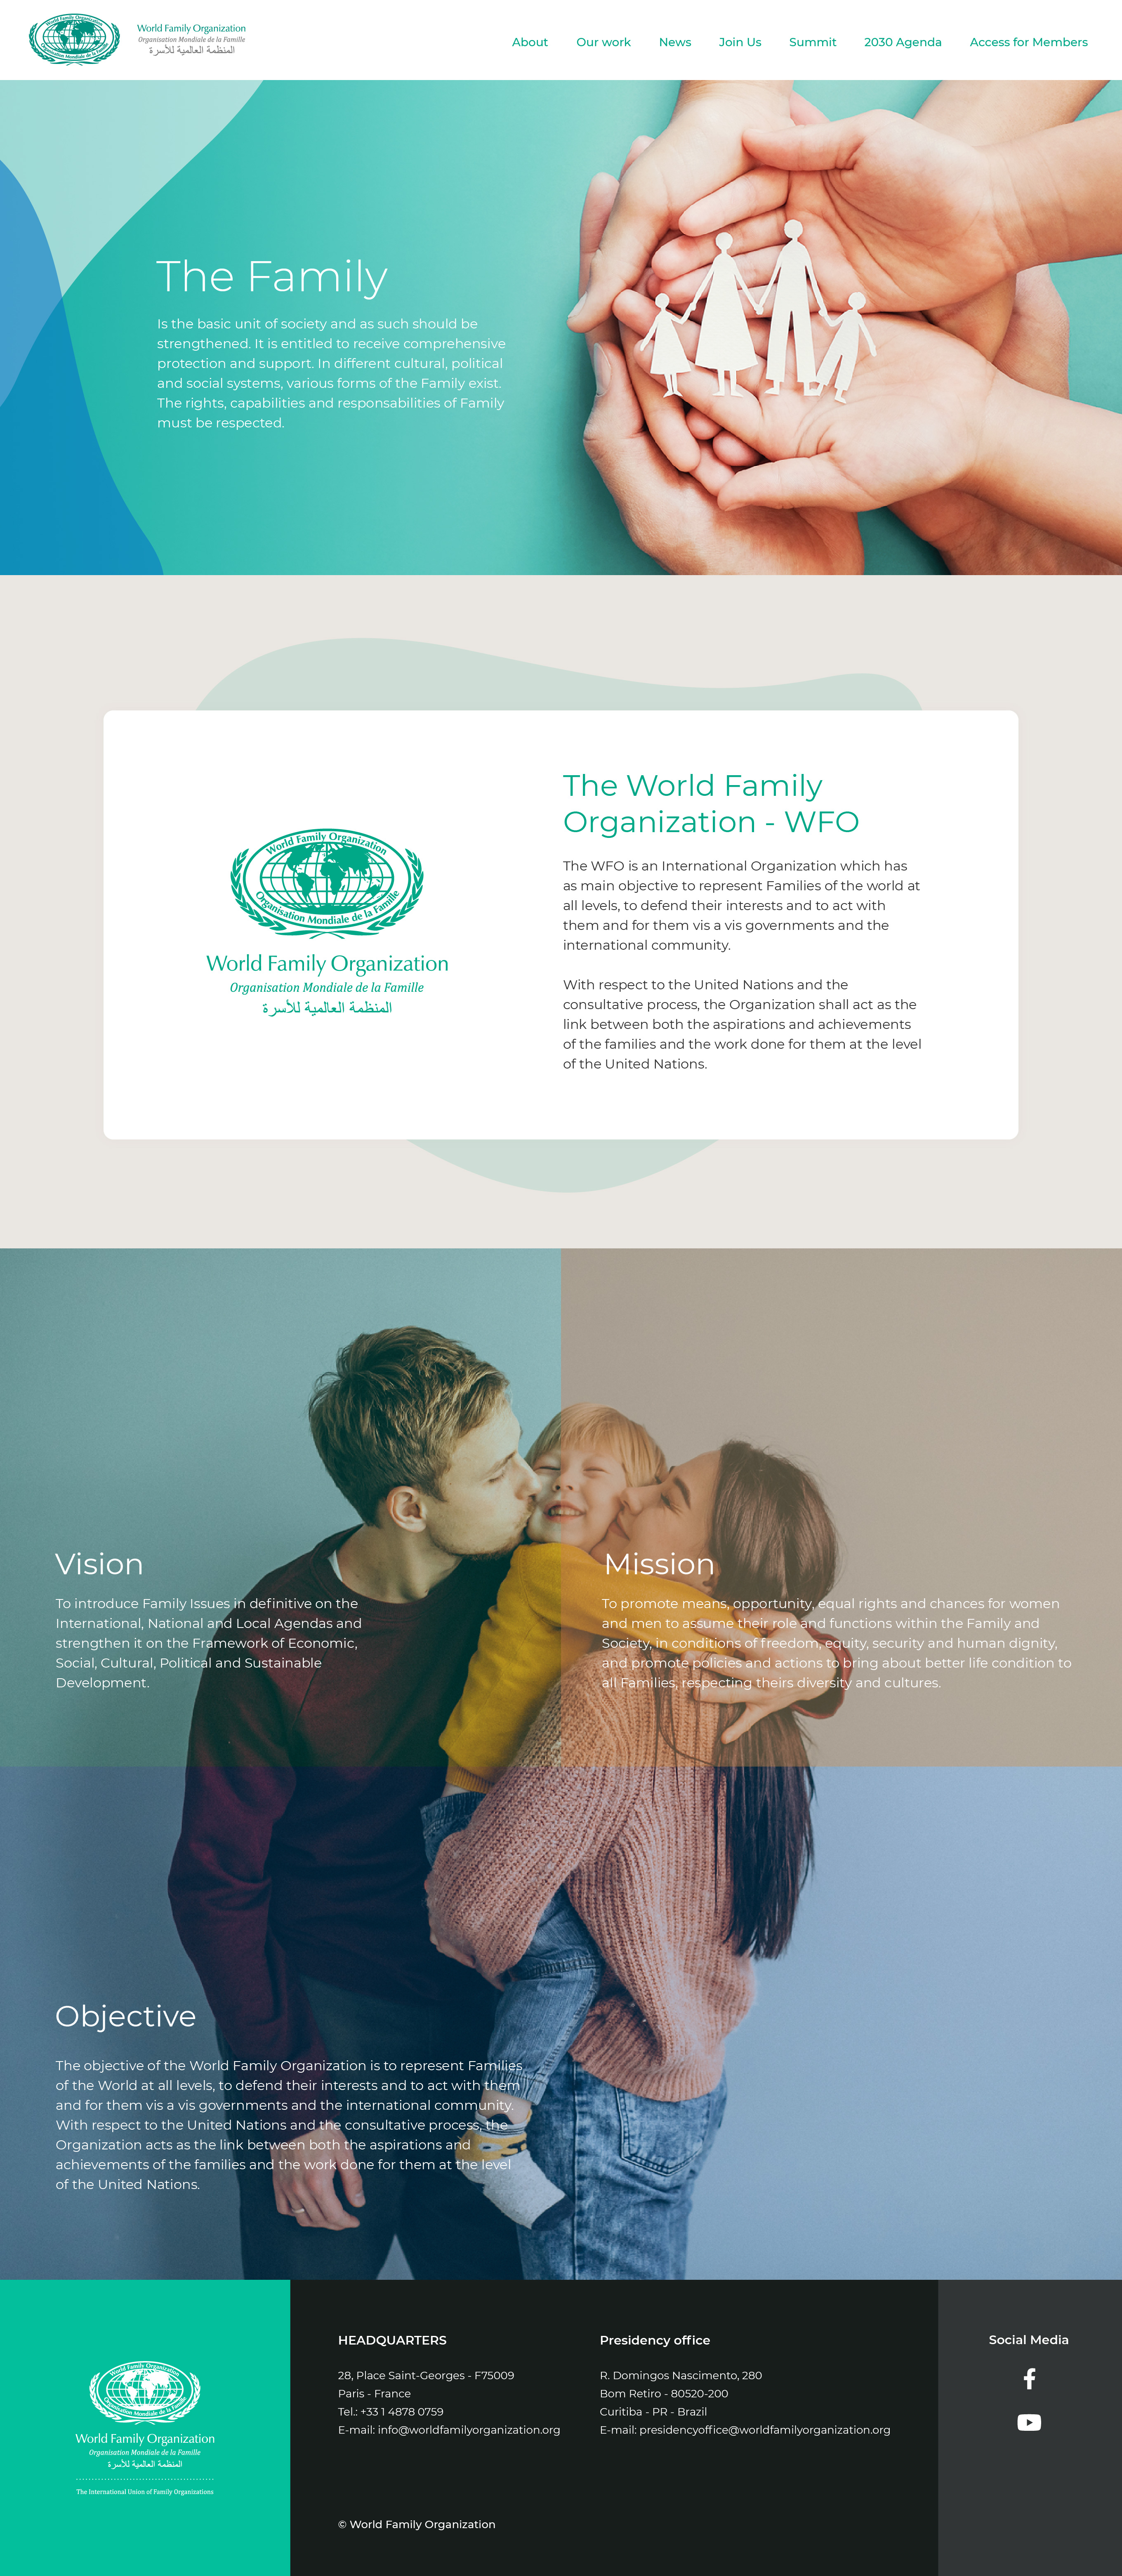 World Family Organization
Organisation Mondiale de la Famille
World Family Organization
Organisation Mondiale de la Famille
المنظمة العالمية للأسرة
About
Our work
News
Join Us
Summit
2030 Agenda
Access for Members
The Family
Is the basic unit of society and as such should be
strengthened. It is entitled to receive comprehensive
protection and support. In different cultural, political
and social systems, various forms of the Family exist.
The rights, capabilities and responsabilities of Family
must be respected.
World Family Organization
Organisation Mondiale de la Famille
World Family Organization
Organisation Mondiale de la Famille
المنظمة العالمية للأسرة
The World Family
Organization - WFO
The WFO is an International Organization which has
as main objective to represent Families of the world at
all levels, to defend their interests and to act with
them and for them vis a vis governments and the
international community.
With respect to the United Nations and the
consultative process, the Organization shall act as the
link between both the aspirations and achievements
of the families and the work done for them at the level
of the United Nations.
Vision
To introduce Family Issues in definitive on the
International, National and Local Agendas and
strengthen it on the Framework of Economic,
Social, Cultural, Political and Sustainable
Development.
Mission
To promote means, opportunity, equal rights and chances for women
and men to assume their role and functions within the Family and
Society, in conditions of freedom, equity, security and human dignity,
and promote policies and actions to bring about better life condition to
all Families, respecting theirs diversity and cultures.
Objective
The objective of the World Family Organization is to represent Families
of the World at all levels, to defend their interests and to act with them
and for them vis a vis governments and the international community.
With respect to the United Nations and the consultative process, the
Organization acts as the link between both the aspirations and
achievements of the families and the work done for them at the level
of the United Nations.
World Family Organization
Organisation Mondiale de la Famille
World Family Organization
Organisation Mondiale de la Famille
المنظمة العالمية للأسرة
The International Union of Family Organizations
HEADQUARTERS
28, Place Saint-Georges - F75009
Paris - France
Tel.: +33 1 4878 0759
E-mail: info@worldfamilyorganization.org
Presidency office
R. Domingos Nascimento, 280
Bom Retiro - 80520-200
Curitiba - PR - Brazil
E-mail: presidencyoffice@worldfamilyorganization.org
© World Family Organization
Social Media